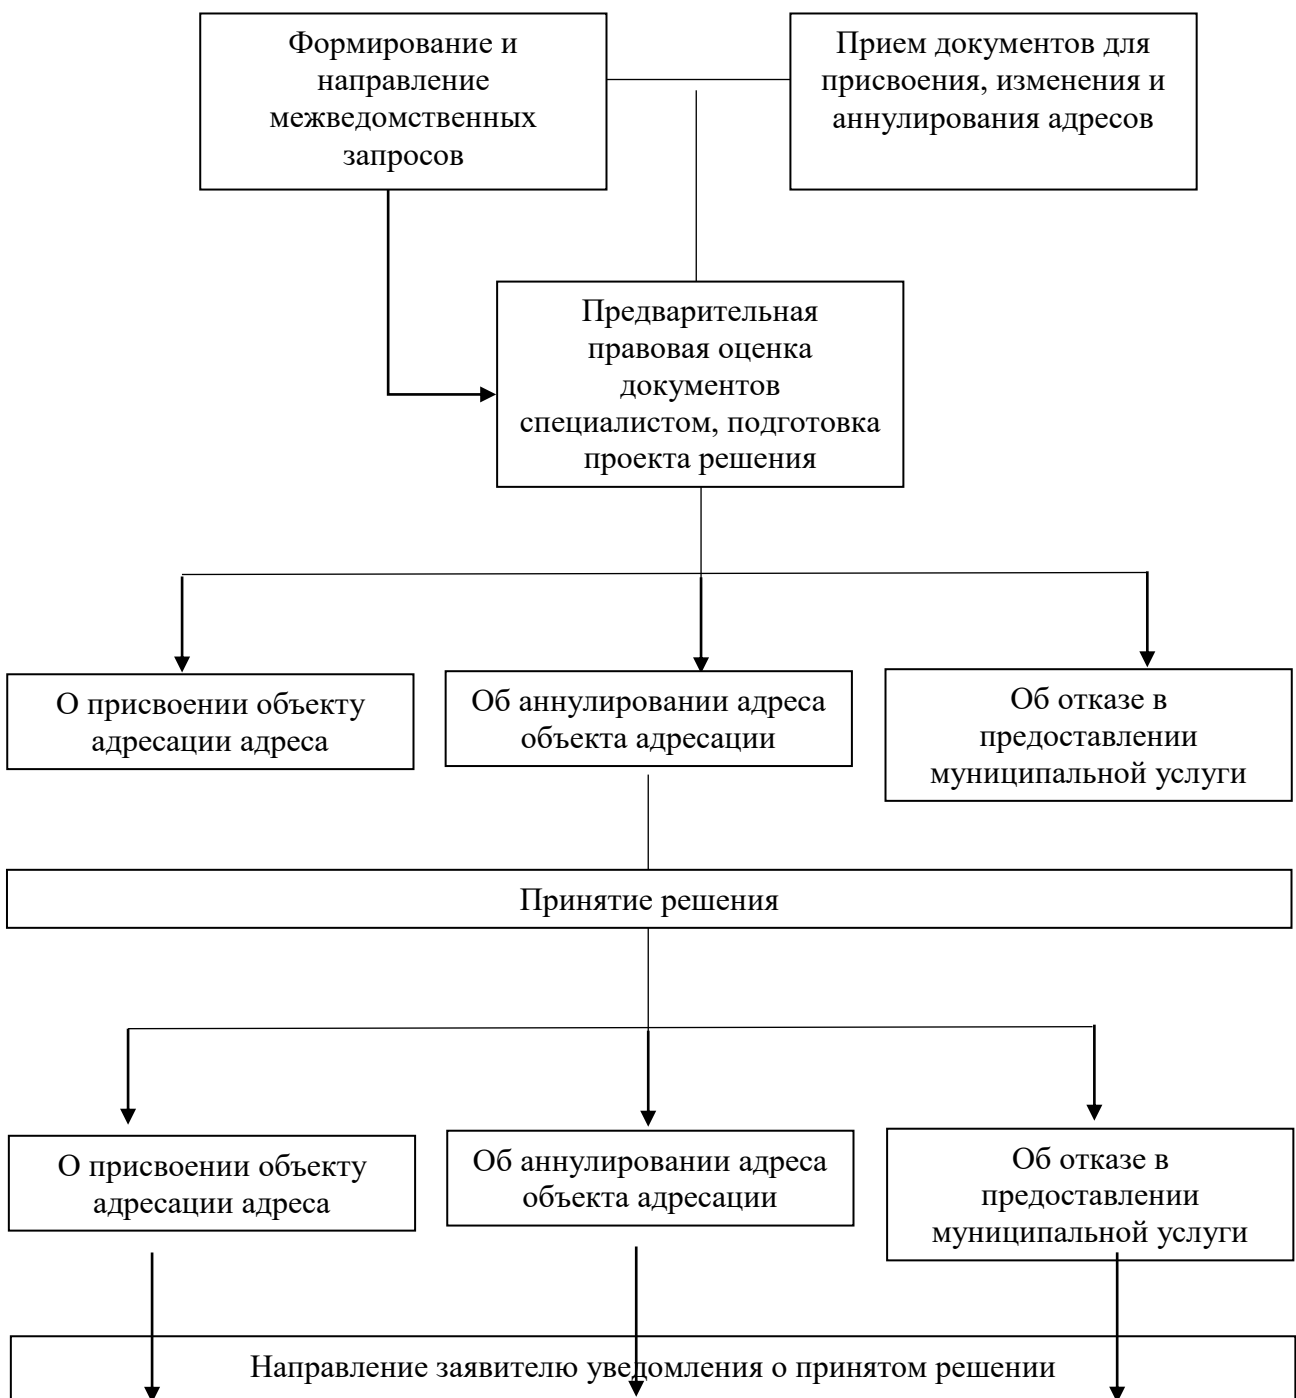 Формирование и
направление
межведомственных
запросов
Прием документов для
присвоения, изменения и
аннулирования адресов
Предварительная
правовая оценка
документов
специалистом, подготовка
проекта решения
О присвоении объекту
адресации адреса
Об аннулировании адреса
объекта адресации
Об отказе в
предоставлении
муниципальной услуги
Принятие решения
О присвоении объекту
адресации адреса
Об аннулировании адреса
объекта адресации
Об отказе в
предоставлении
муниципальной услуги
Направление заявителю уведомления о принятом решении